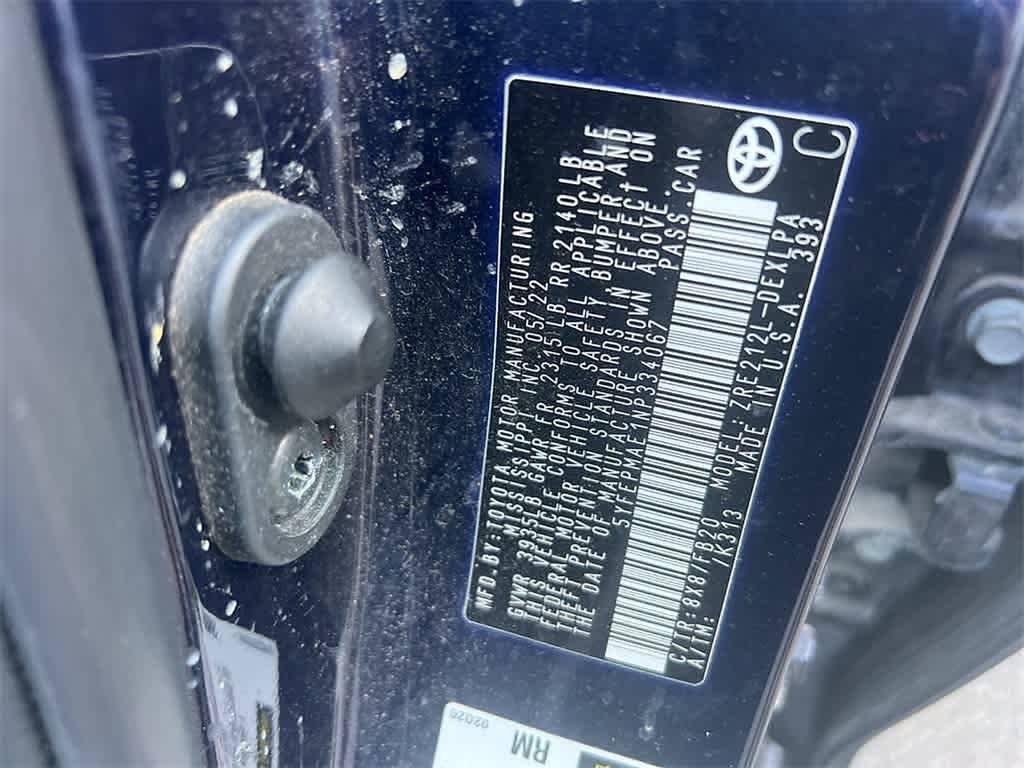 MFD.BY:TOYOTA MOTOR MANUFACTURING
MISSISSIPPI INC. 05/22
GVWR 3935LB GAWR FR 2315LB RR 2140LB
THIS VEHICLE CONFORMS TO ALL APPLICABLE
FEDERAL MOTOR VEHICLE SAFETY,BUMPER,AND
THEFT PREVENTION STANDARDS IN EFFECT ON
THE DATE OF MANUFACTURE SHOWN ABOVE.
5YFEPMAE1NP334067 PASS.CAR
C/TR:8X8/FB20 MODEL:ZRE212L-DEXLPA
A/TM: /K313 MADE IN U.S.A. 393
C
02020
RM